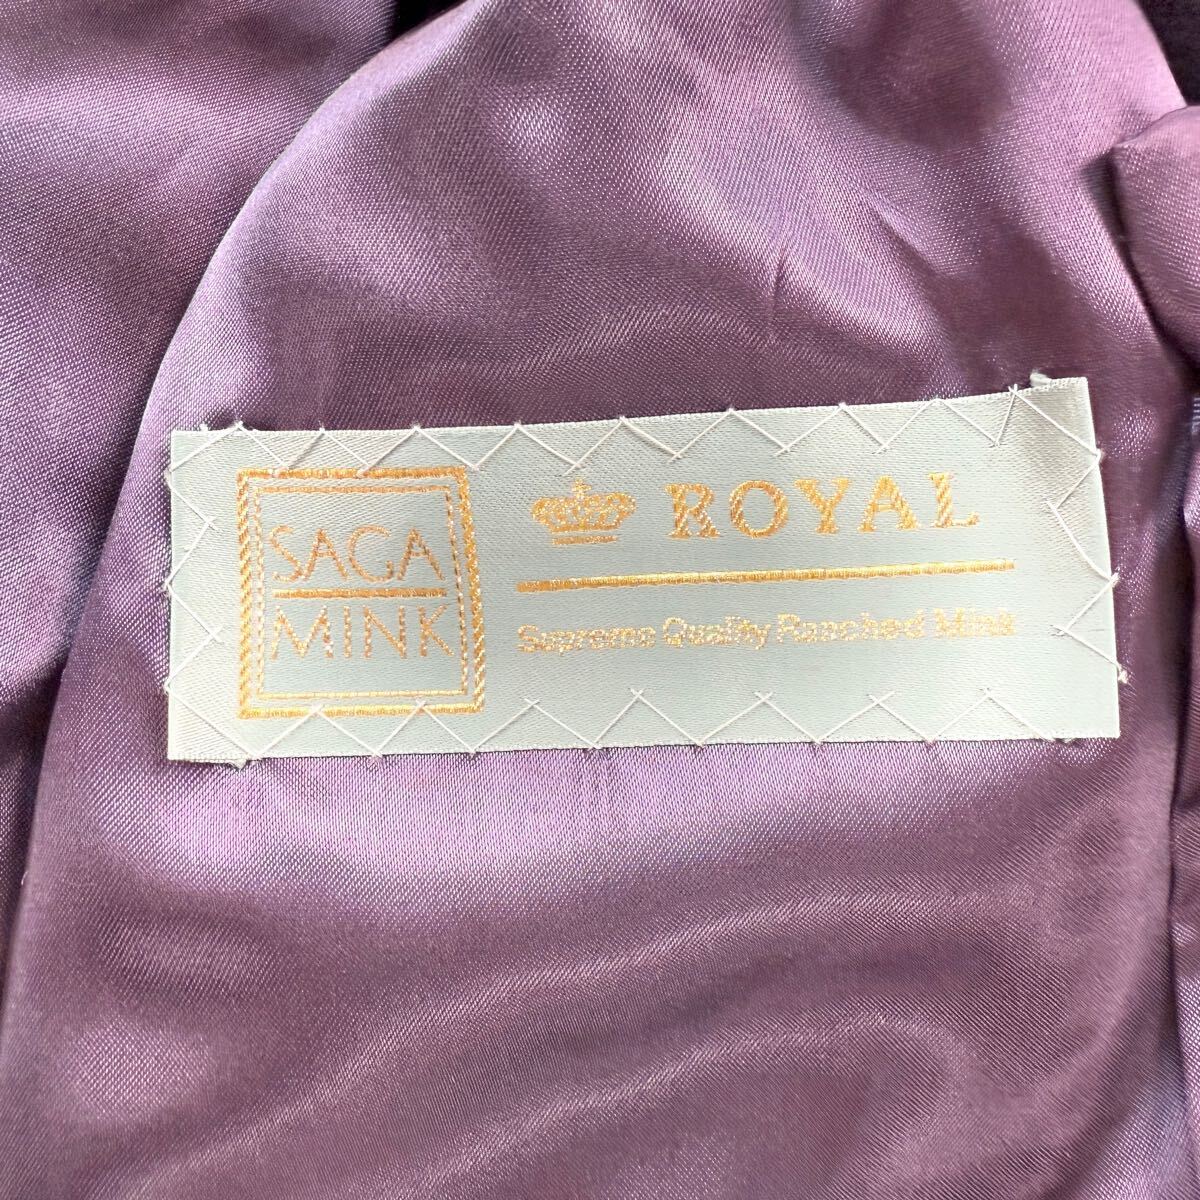 SAGA
MINK
ROYAL
Supreme Quality Ranched Mink